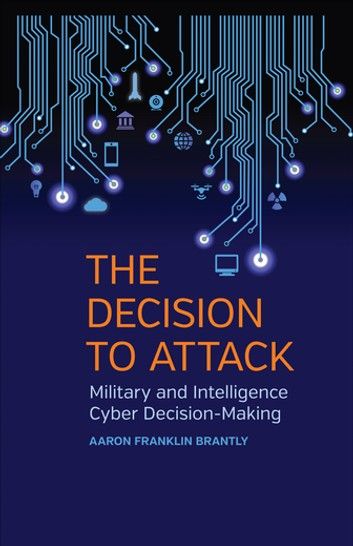 THE
DECISION
TO ATTACK
Military and Intelligence
Cyber Decision-Making
AARON FRANKLIN BRANTLY